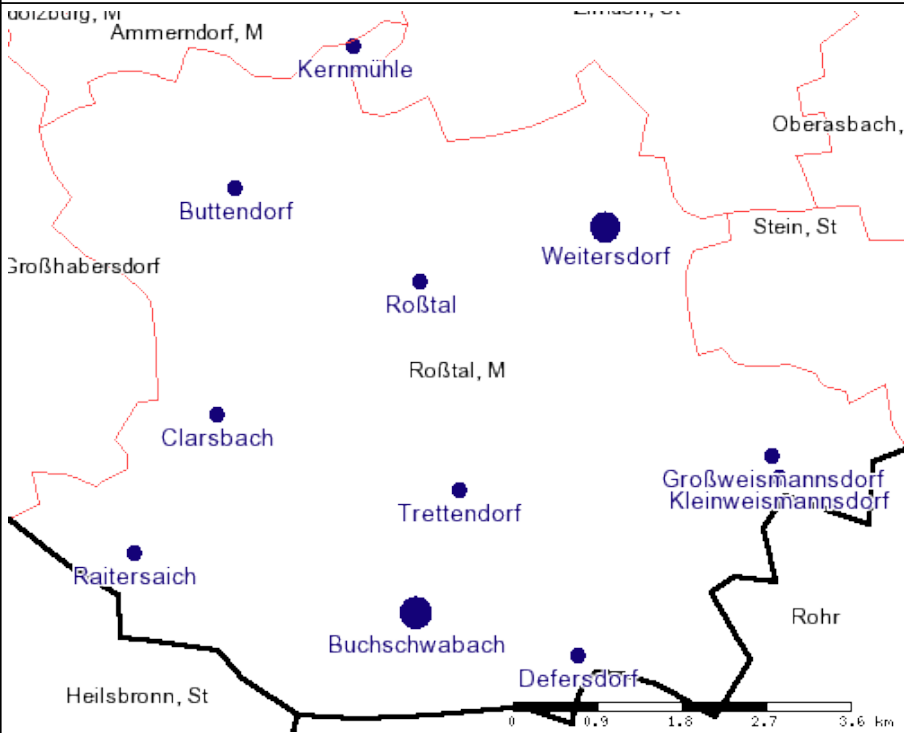 Ammerndorf, M
Kernmühle
Oberasbach,
Buttendorf
Stein, St
Weitersdorf
Großhabersdorf
Roßtal
Roßtal, M
Clarsbach
Großweismannsdorf
Kleinweismannsdorf
Trettendorf
Raitersaich
Rohr
Buchschwabach
Defersdorf
Heilsbronn, St
0 0.9 1.8 2.7 3.6 km